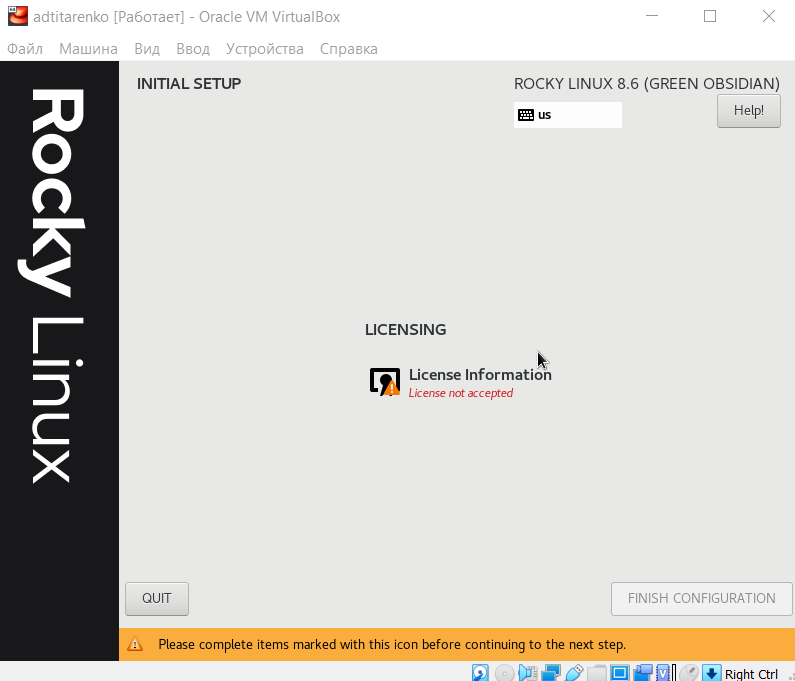 adtitarenko [Работает] - Oracle VM VirtualBox
Файл Машина Вид Ввод Устройства Справка
Rocky Linux
INITIAL SETUP
ROCKY LINUX 8.6 (GREEN OBSIDIAN)
us
Help!
LICENSING
License Information
License not accepted
QUIT
FINISH CONFIGURATION
Please complete items marked with this icon before continuing to the next step.
Right Ctrl